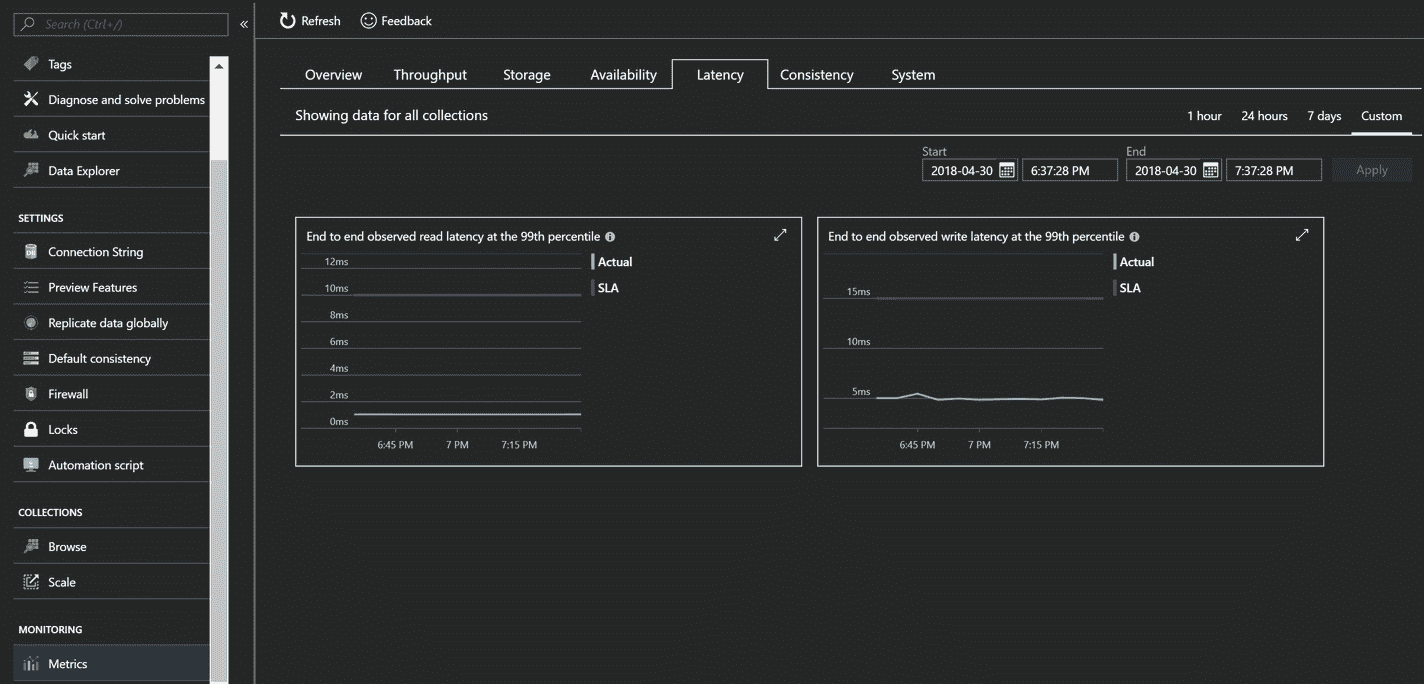 Search (Ctrl+/)
«
Refresh
Feedback
Tags
Diagnose and solve problems
Quick start
Data Explorer
SETTINGS
Connection String
Preview Features
Replicate data globally
Default consistency
Firewall
Locks
Automation script
COLLECTIONS
Browse
Scale
MONITORING
Metrics
Overview Throughput Storage Availability Latency Consistency System
Showing data for all collections
1 hour 24 hours 7 days Custom
Start End
2018-04-30 6:37:28 PM 2018-04-30 7:37:28 PM Apply
End to end observed read latency at the 99th percentile
12ms
10ms
8ms
6ms
4ms
2ms
0ms
6:45 PM 7 PM 7:15 PM
Actual
SLA
End to end observed write latency at the 99th percentile
15ms
10ms
5ms
6:45 PM 7 PM 7:15 PM
Actual
SLA